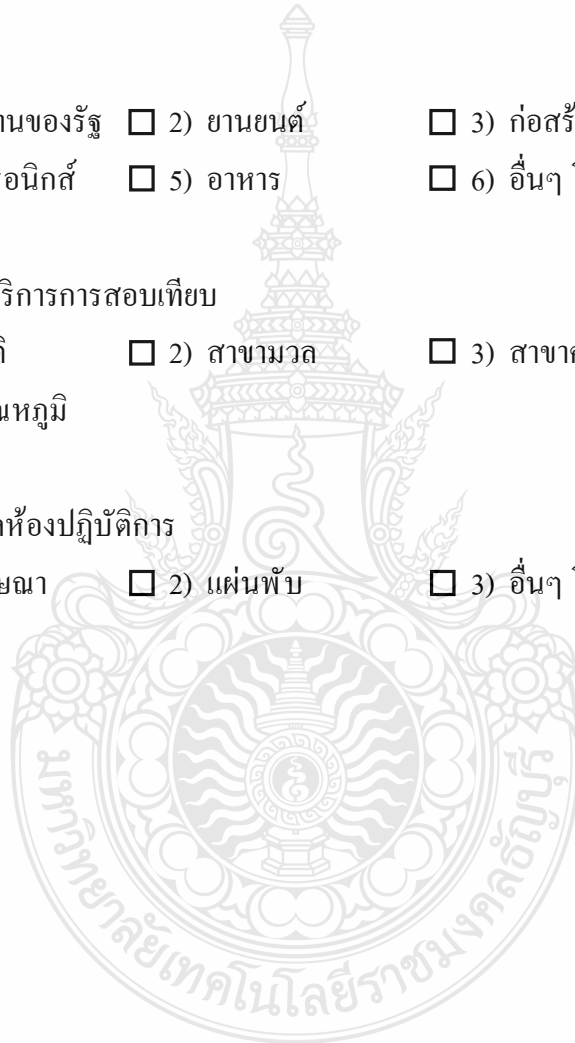 านของรัฐ ☐ 2) ยานยนต์ ☐ 3) ก่อสร้
รอนิกส์ ☐ 5) อาหาร ☐ 6) อื่นๆ
ริการการสอบเทียบ
ติ ☐ 2) สาขามวล ☐ 3) สาขาค
ณหภูมิ
ห้องปฏิบัติการ
ษณา ☐ 2) แผ่นพับ ☐ 3) อื่นๆ
มหาวิทยาลัยเทคโนโลยีราชมงคลธัญบุรี